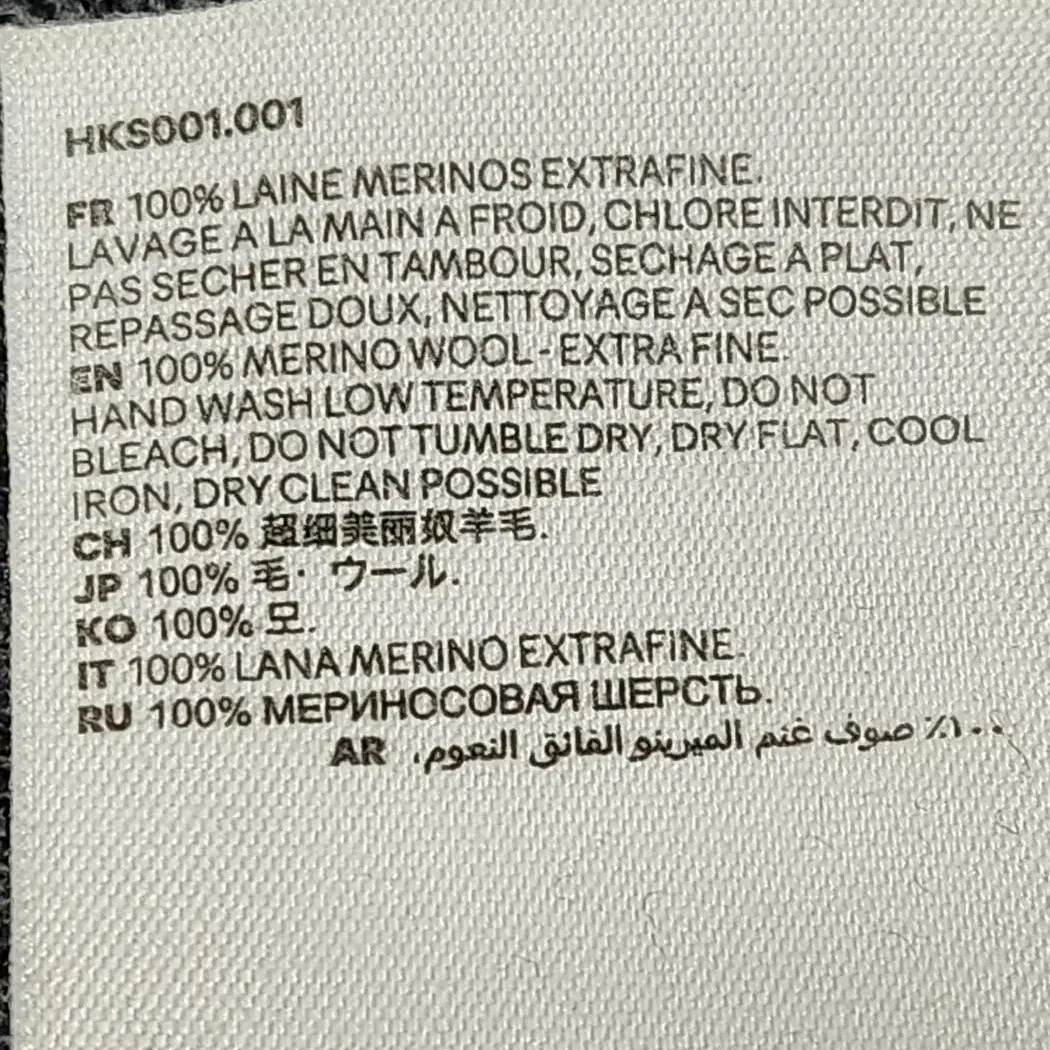 HKS001.001
FR 100% LAINE MERINOS EXTRAFINE.
LAVAGE A LA MAIN A FROID, CHLORE INTERDIT, NE
PAS SECHER EN TAMBOUR, SECHAGE A PLAT,
REPASSAGE DOUX, NETTOYAGE A SEC POSSIBLE
EN 100% MERINO WOOL - EXTRA FINE.
HAND WASH LOW TEMPERATURE, DO NOT
BLEACH, DO NOT TUMBLE DRY, DRY FLAT, COOL
IRON, DRY CLEAN POSSIBLE
CH 100% 超细美丽奴羊毛.
JP 100% 毛· ウール.
KO 100% 모.
IT 100% LANA MERINO EXTRAFINE.
RU 100% МЕРИНОСОВАЯ ШЕРСТЬ.
AR ١٠٠٪ صوف غنم الميرينو الفائق النعوم،